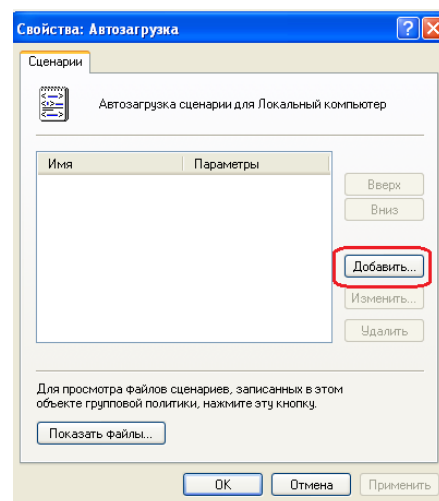 Свойства: Автозагрузка
Сценарии
Автозагрузка сценарии для Локальный компьютер
Имя Параметры
Вверх
Вниз
Добавить...
Изменить...
Удалить
Для просмотра файлов сценариев, записанных в этом
объекте групповой политики, нажмите эту кнопку.
Показать файлы...
OK Отмена Применить